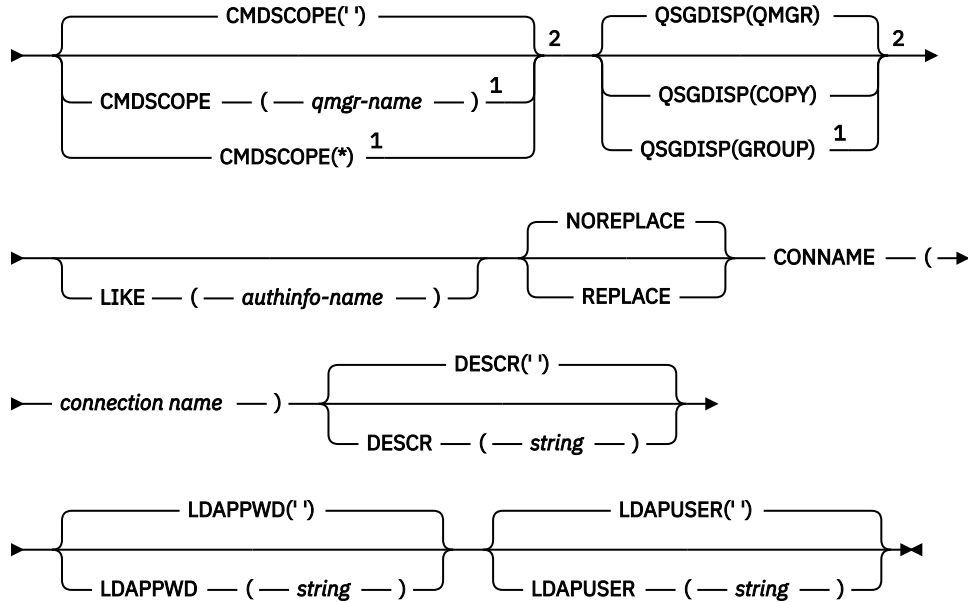 CMDSCOPE(' ') QSGDISP(QMGR)
2 2
CMDSCOPE ( qmgr-name ) 1 QSGDISP(COPY)
CMDSCOPE(*) 1 QSGDISP(GROUP) 1
NOREPLACE
CONNAME (
LIKE ( authinfo-name ) REPLACE
DESCR(' ')
connection name )
DESCR ( string )
LDAPPWD(' ') LDAPUSER(' ')
LDAPPWD ( string ) LDAPUSER ( string )